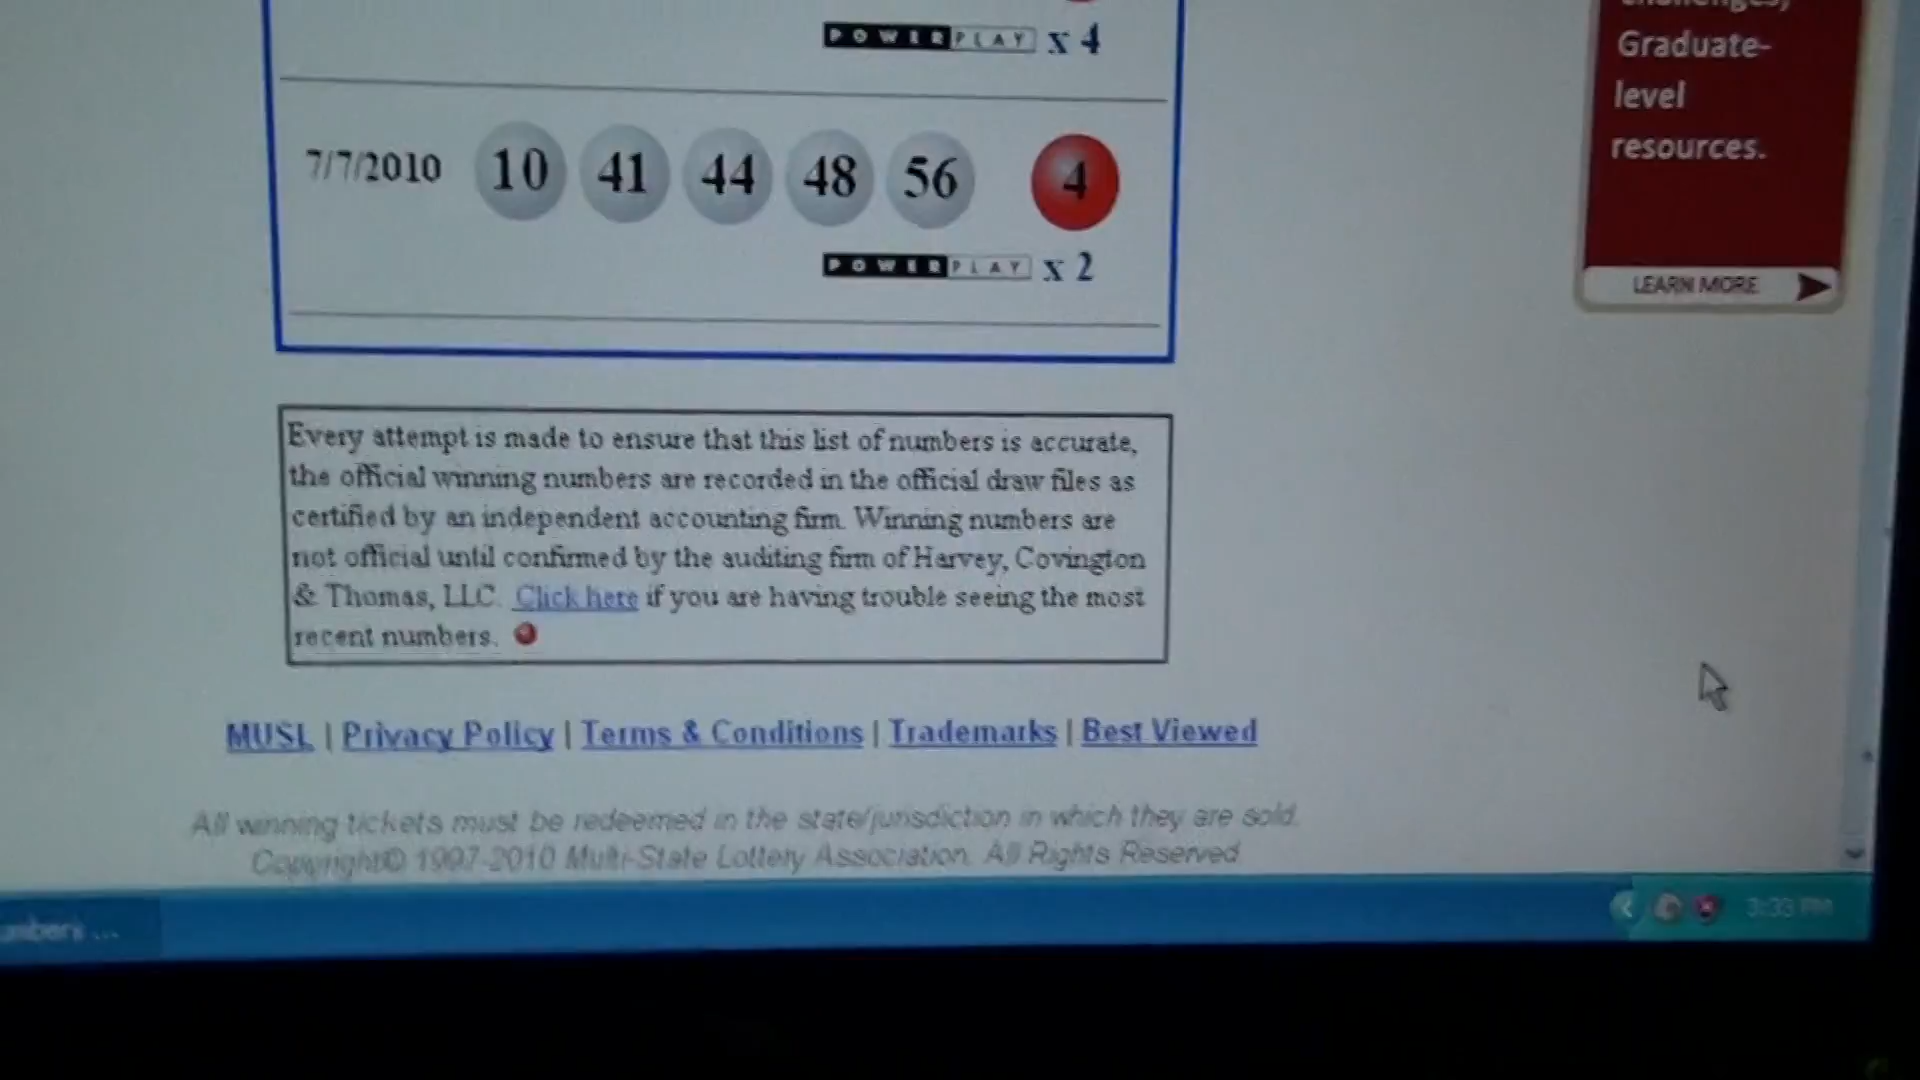 POWERPLAY x 4
7/7/2010 10 41 44 48 56 4
POWERPLAY x 2
Every attempt is made to ensure that this list of numbers is accurate,
the official winning numbers are recorded in the official draw files as
certified by an independent accounting firm. Winning numbers are
not official until confirmed by the auditing firm of Harvey, Covington
& Thomas, LLC. Click here if you are having trouble seeing the most
recent numbers.
MUSL | Privacy Policy | Terms & Conditions | Trademarks | Best Viewed
All winning tickets must be redeemed in the state/jurisdiction in which they are sold.
Copyright© 1997-2010 Multi-State Lottery Association. All Rights Reserved
Graduate-
level
resources.
LEARN MORE
3:33 PM